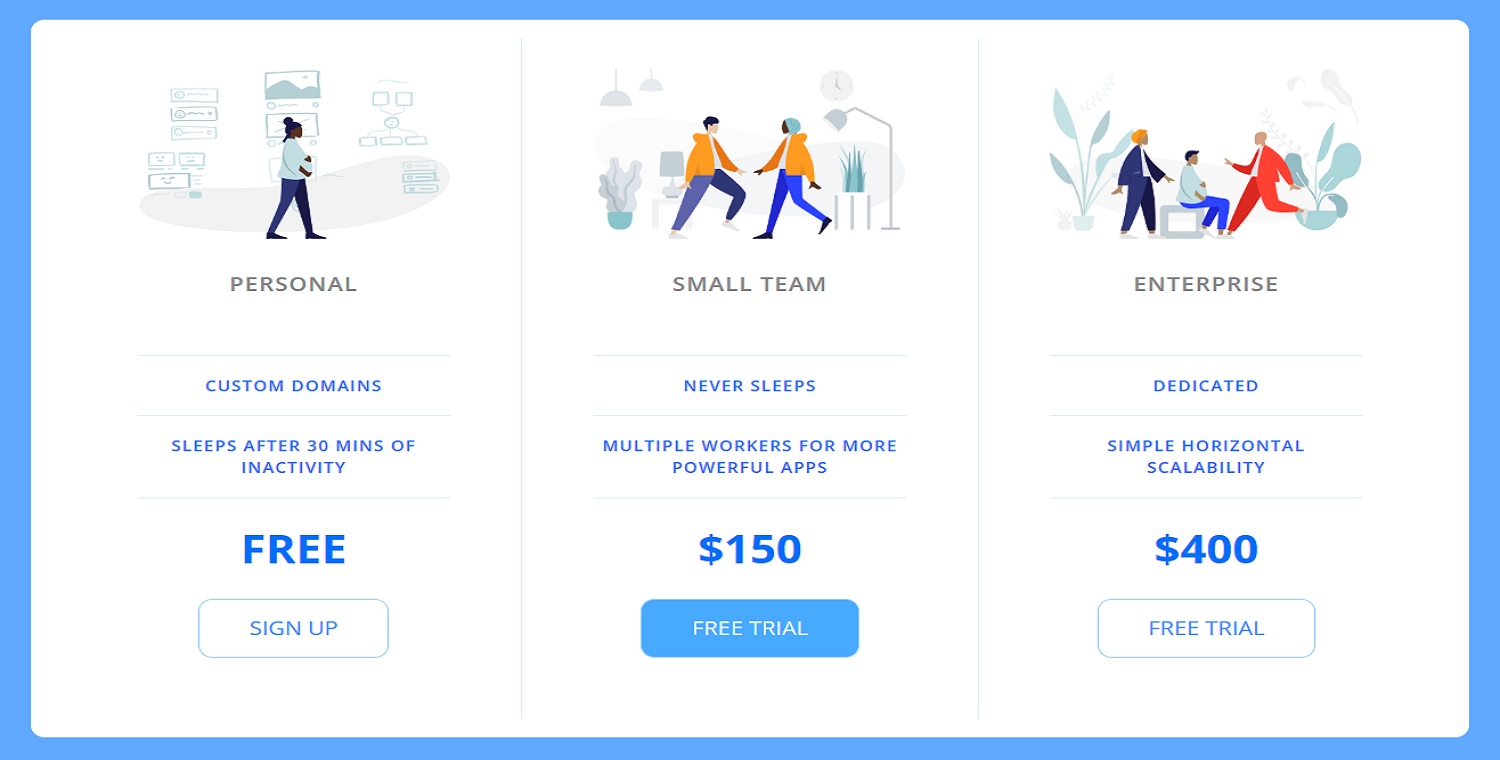 PERSONAL
CUSTOM DOMAINS
SLEEPS AFTER 30 MINS OF
INACTIVITY
FREE
SIGN UP
SMALL TEAM
NEVER SLEEPS
MULTIPLE WORKERS FOR MORE
POWERFUL APPS
$150
FREE TRIAL
ENTERPRISE
DEDICATED
SIMPLE HORIZONTAL
SCALABILITY
$400
FREE TRIAL